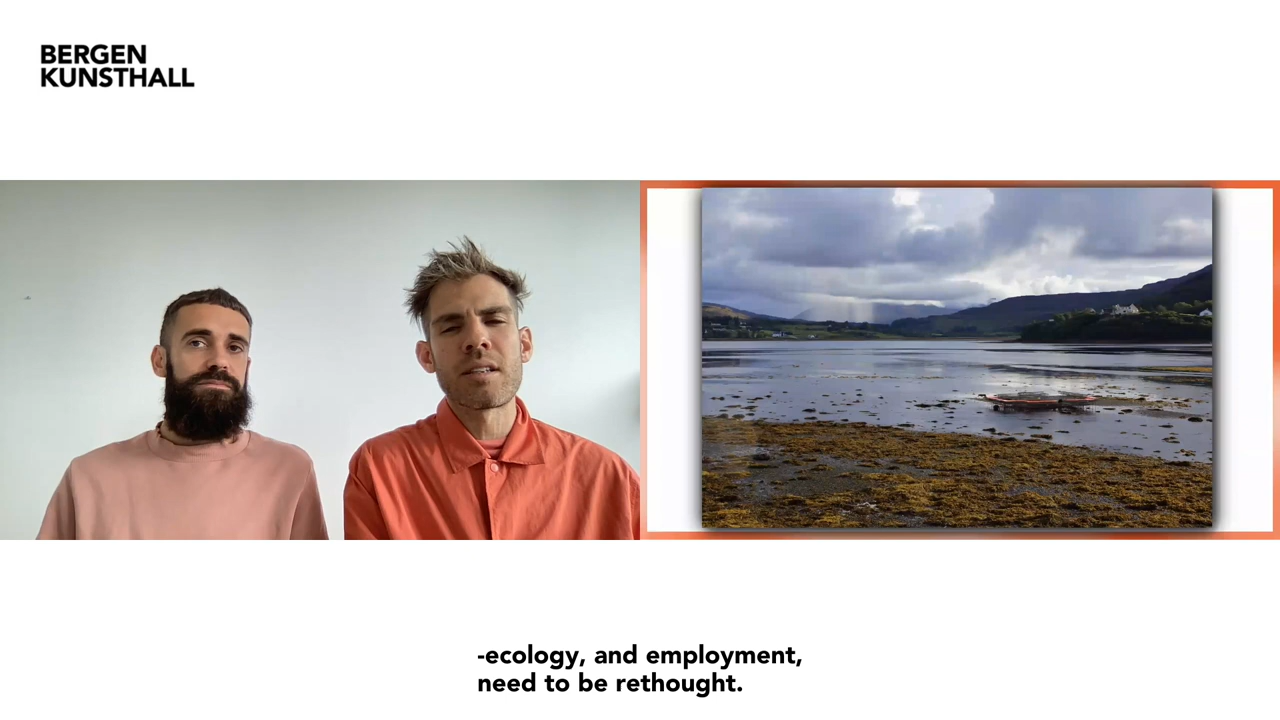 BERGEN
KUNSTHALL
-ecology, and employment,
need to be rethought.